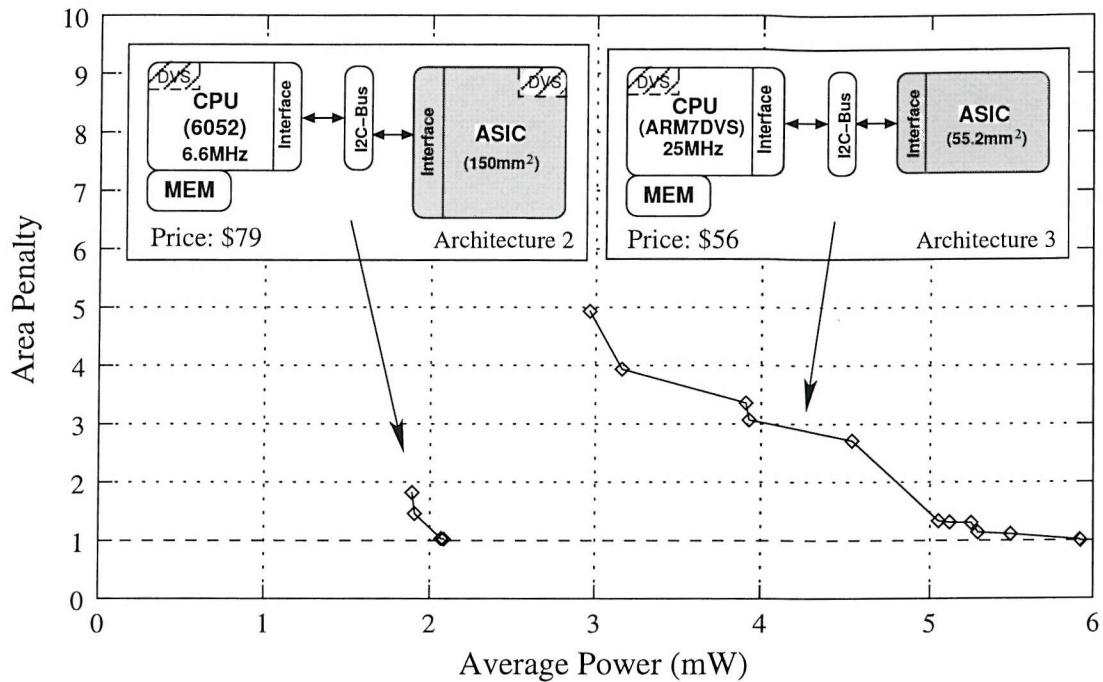 Area Penalty
10
9
8
7
6
5
4
3
2
1
0
DVS
CPU
(6052)
6.6MHz
Interface
MEM
I2C–Bus
Interface
DVS
ASIC
(150mm²)
Price: $79
Architecture 2
DVS
CPU
(ARM7DVS)
25MHz
Interface
MEM
I2C–Bus
Interface
ASIC
(55.2mm²)
Price: $56
Architecture 3
0 1 2 3 4 5 6
Average Power (mW)